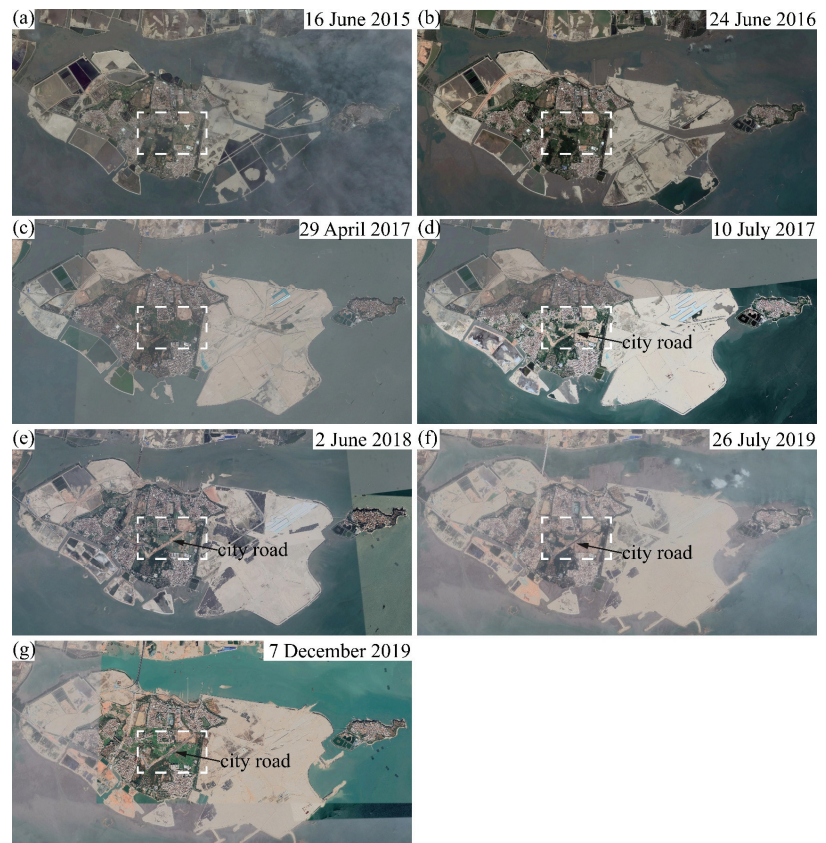 (a) 16 June 2015
(b) 24 June 2016
(c) 29 April 2017
(d) 10 July 2017
city road
(e) 2 June 2018
city road
(f) 26 July 2019
city road
(g) 7 December 2019
city road